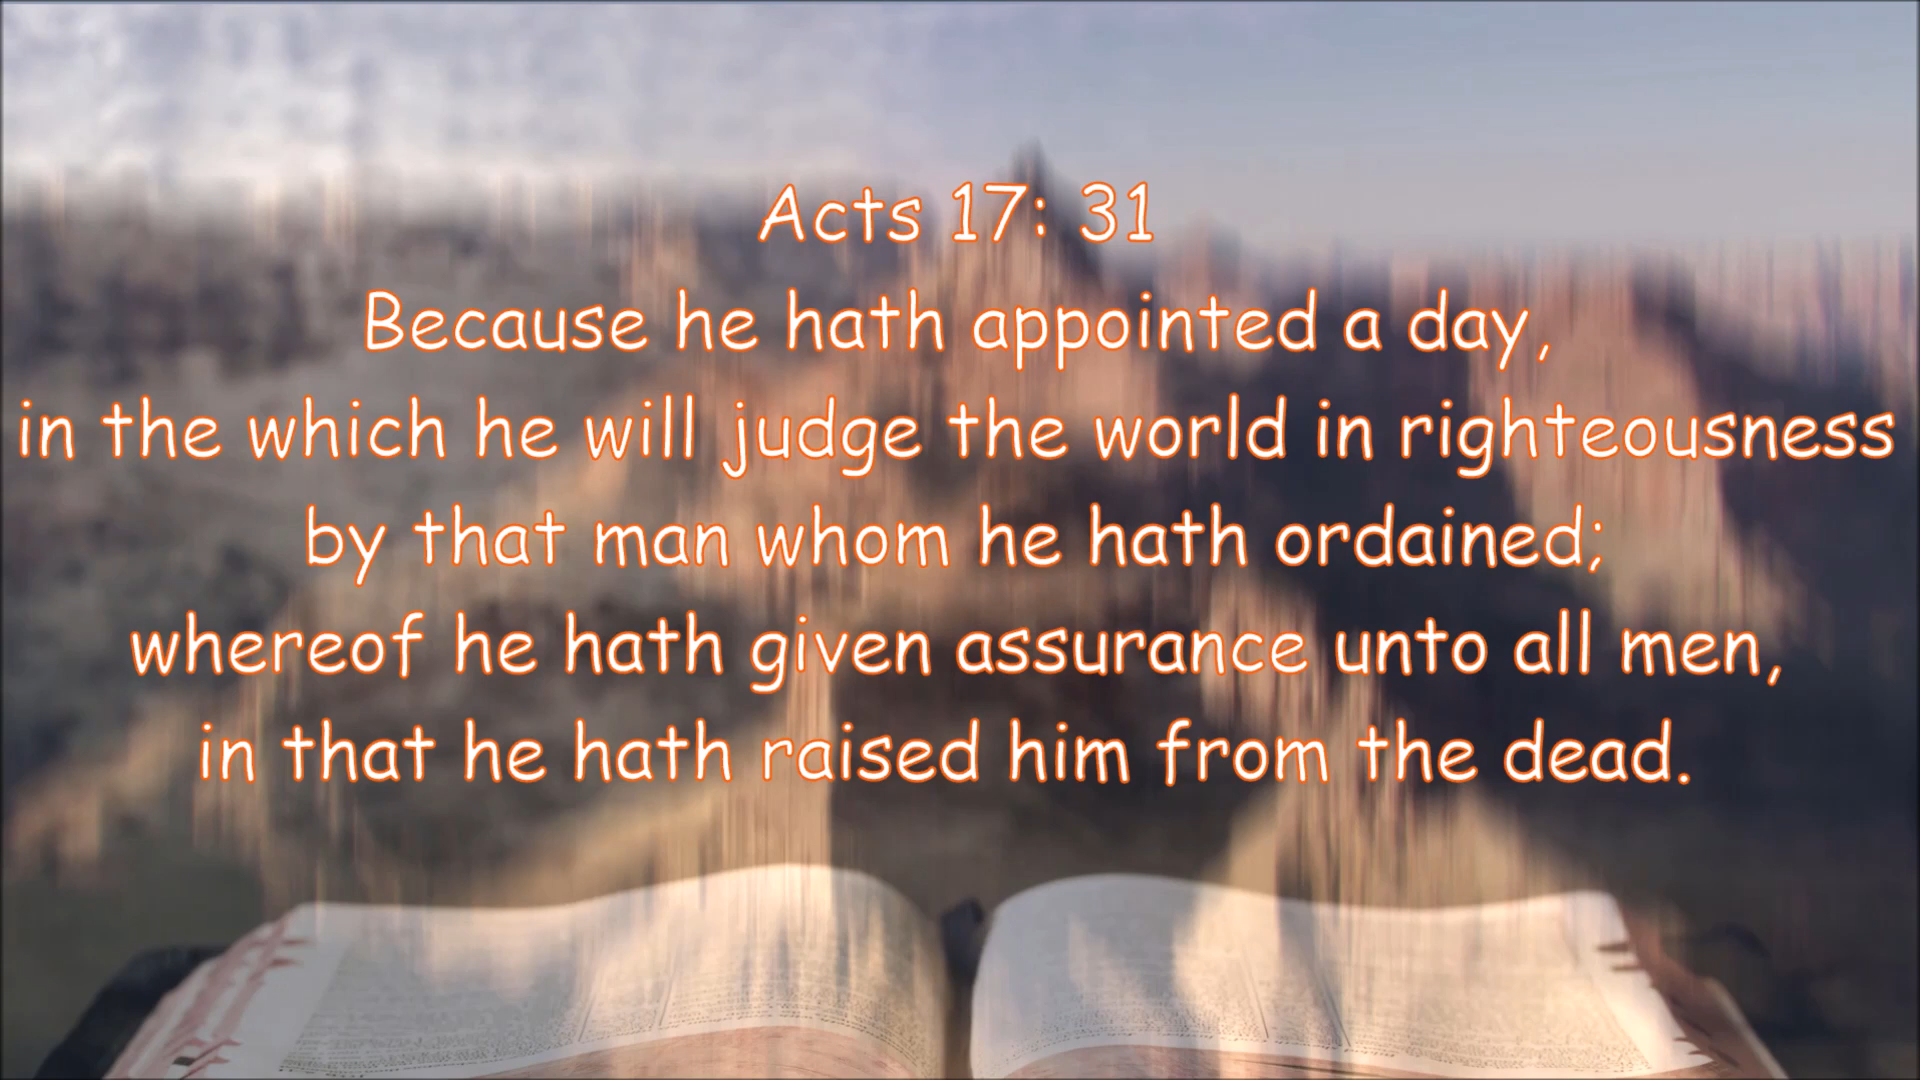 Acts 17: 31
Because he hath appointed a day,
in the which he will judge the world in righteousness
by that man whom he hath ordained;
whereof he hath given assurance unto all men,
in that he hath raised him from the dead.